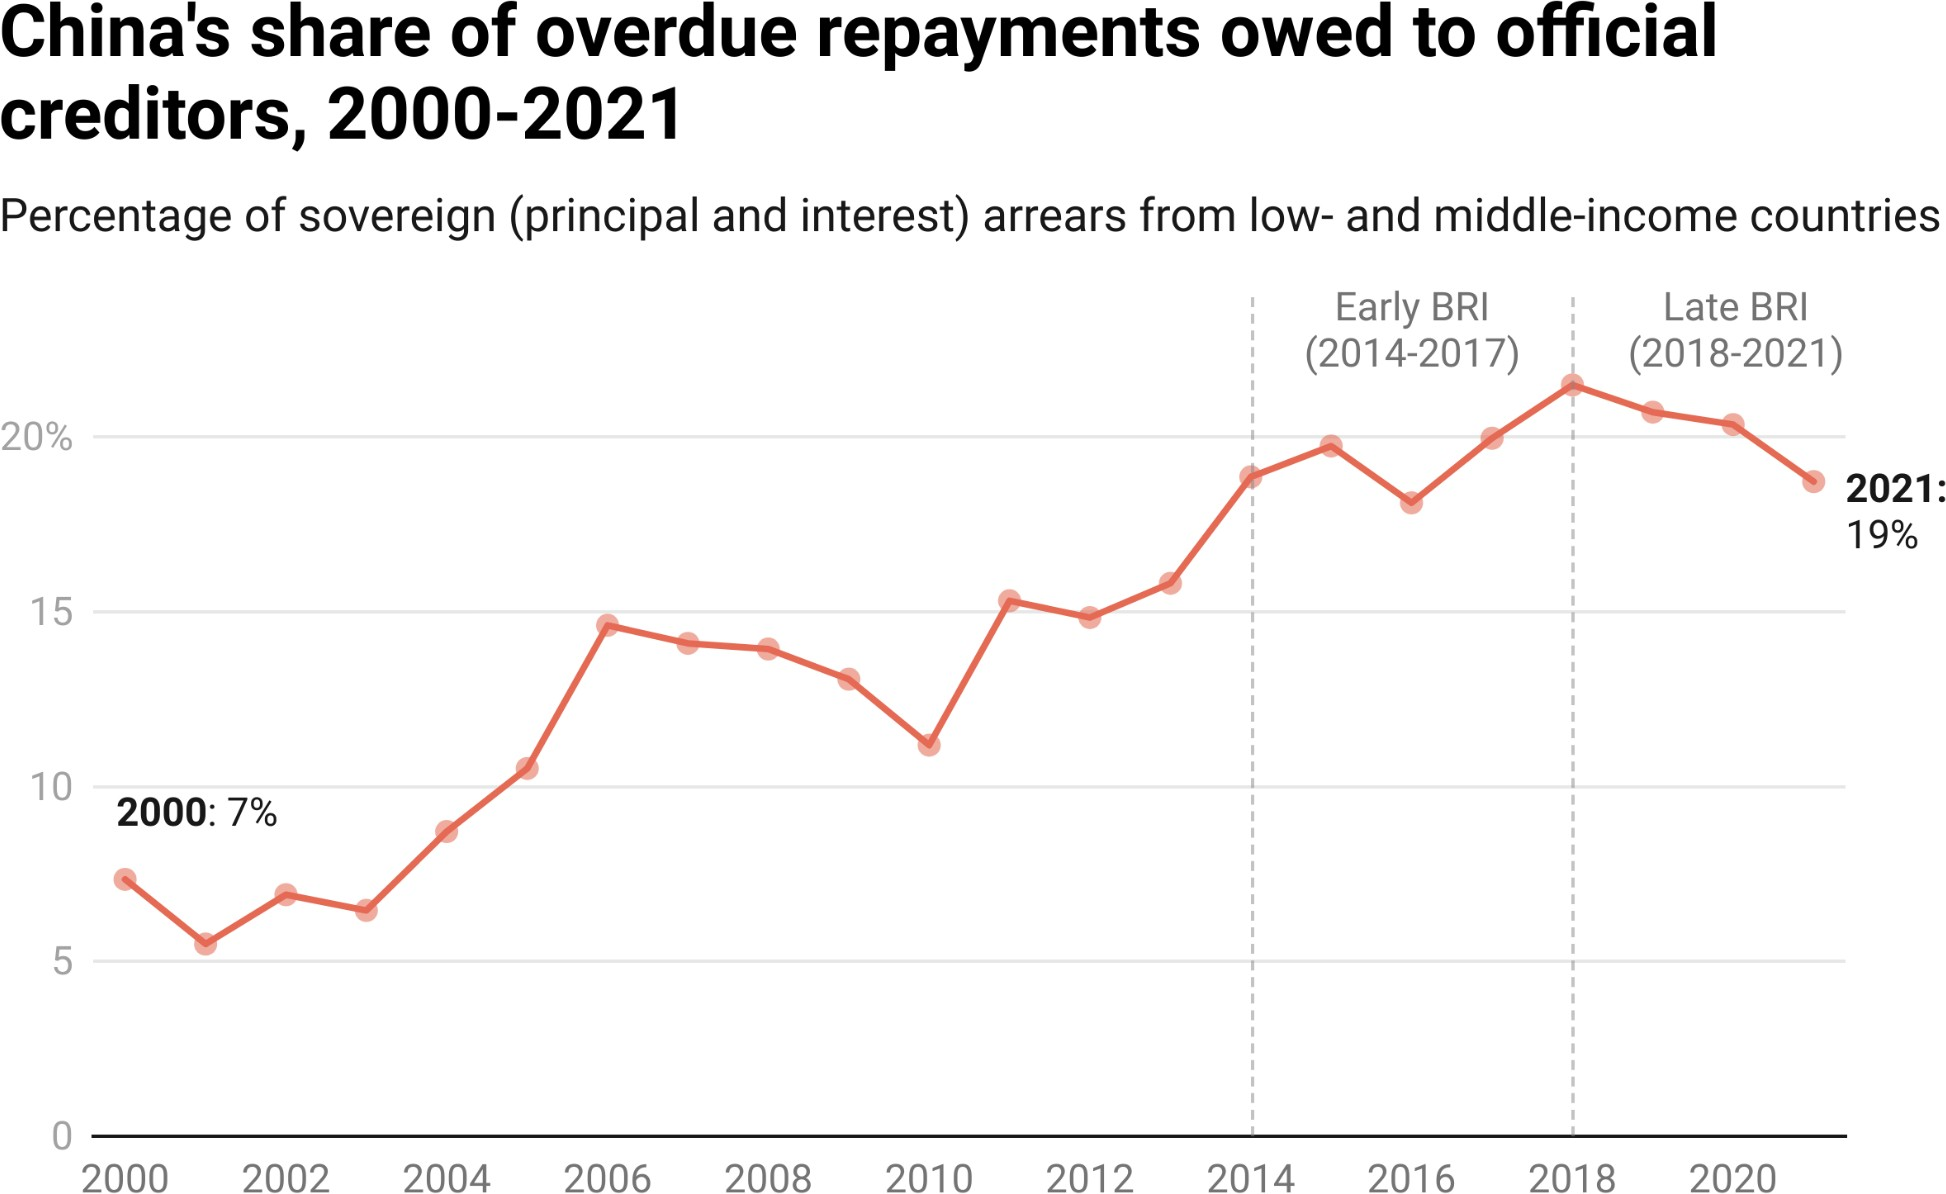 China's share of overdue repayments owed to official
creditors, 2000-2021
Percentage of sovereign (principal and interest) arrears from low- and middle-income countries
Early BRI
(2014-2017)
Late BRI
(2018-2021)
20%
15
10
5
0
2000: 7%
2021:
19%
2000 2002 2004 2006 2008 2010 2012 2014 2016 2018 2020